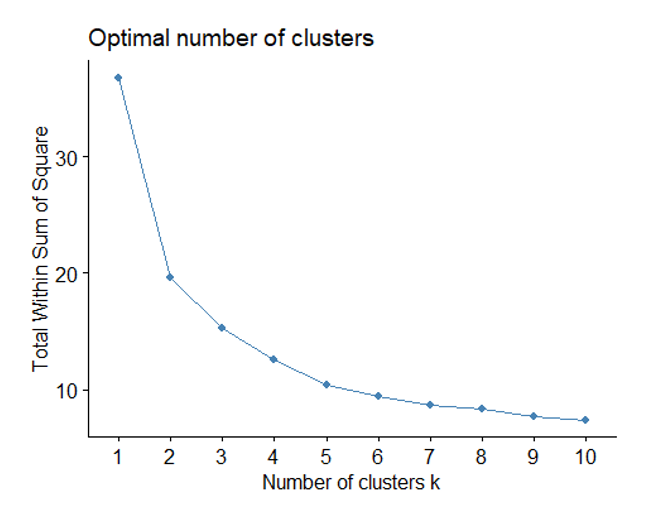 Optimal number of clusters
Total Within Sum of Square
30
20
10
1 2 3 4 5 6 7 8 9 10
Number of clusters k